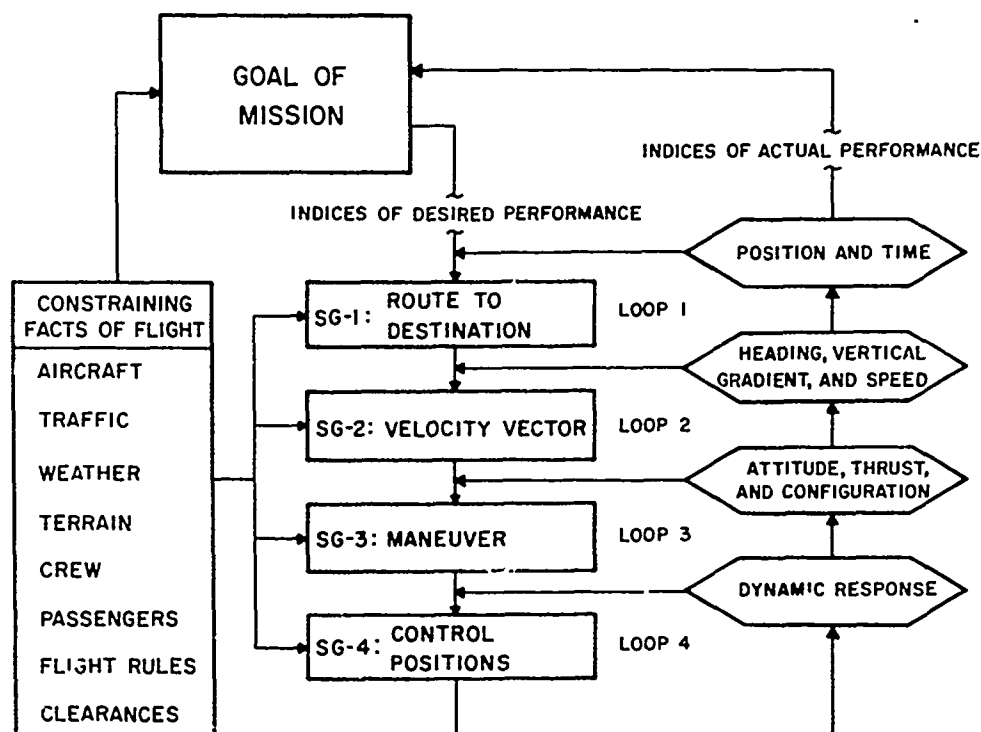 GOAL OF
MISSION
INDICES OF ACTUAL PERFORMANCE
INDICES OF DESIRED PERFORMANCE
POSITION AND TIME
CONSTRAINING
FACTS OF FLIGHT
AIRCRAFT
TRAFFIC
WEATHER
TERRAIN
CREW
PASSENGERS
FLIGHT RULES
CLEARANCES
SG-1: ROUTE TO
DESTINATION
LOOP 1
HEADING, VERTICAL
GRADIENT, AND SPEED
SG-2: VELOCITY VECTOR
LOOP 2
ATTITUDE, THRUST,
AND CONFIGURATION
SG-3: MANEUVER
LOOP 3
DYNAMIC RESPONSE
SG-4: CONTROL
POSITIONS
LOOP 4